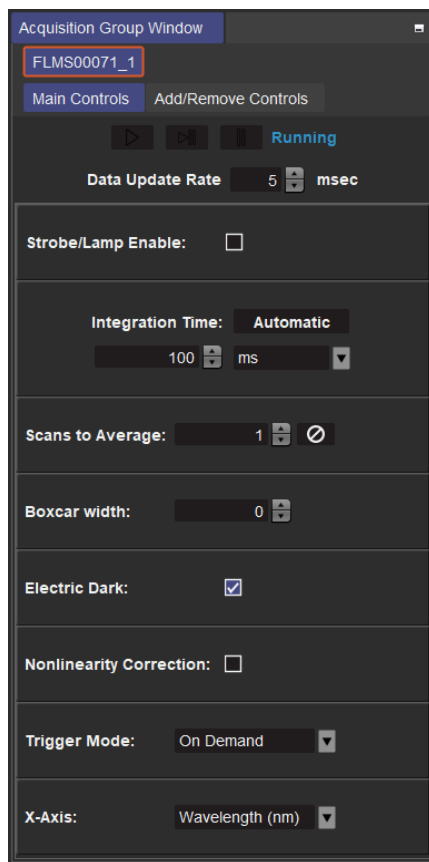 Acquisition Group Window
FLMS00071_1
Main Controls Add/Remove Controls
Running
Data Update Rate 5 msec
Strobe/Lamp Enable:
Integration Time: Automatic
100 ms
Scans to Average: 1
Boxcar width: 0
Electric Dark:
Nonlinearity Correction:
Trigger Mode: On Demand
X-Axis: Wavelength (nm)